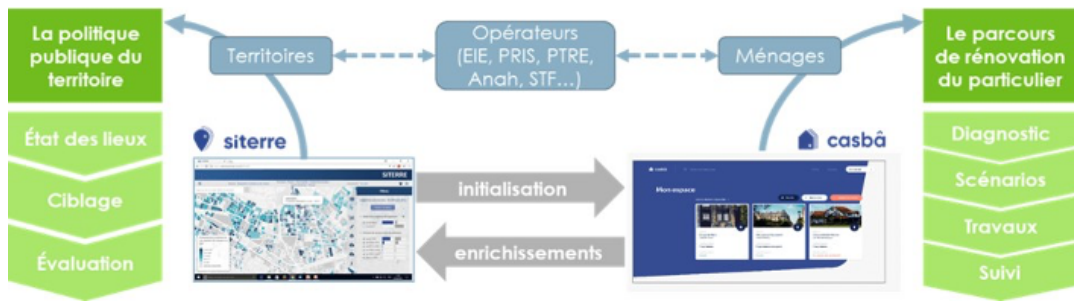 La politique
publique du
territoire
État des lieux
Ciblage
Évaluation
Territoires
Opérateurs
(EIE, PRIS, PTRE,
Anah, STF...)
Ménages
siterre
SITERRE
initialisation
enrichissements
casbâ
Mon espace
Le parcours
de rénovation
du particulier
Diagnostic
Scénarios
Travaux
Suivi